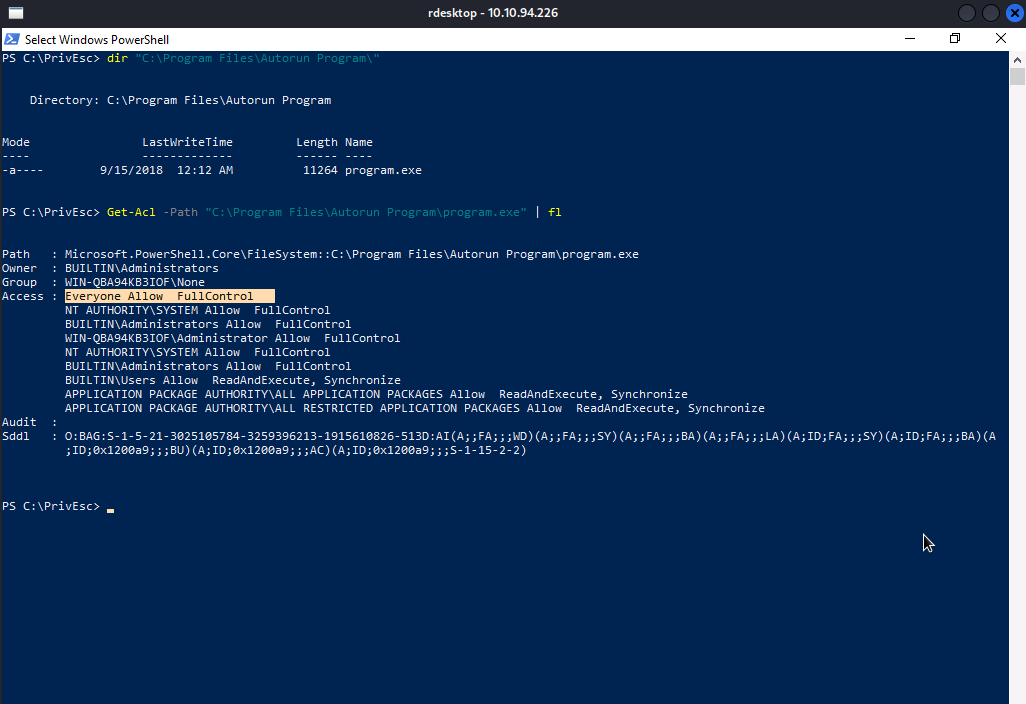 rdesktop - 10.10.94.226
Select Windows PowerShell
PS C:\PrivEsc> dir "C:\Program Files\Autorun Program\"
Directory: C:\Program Files\Autorun Program
Mode LastWriteTime Length Name
---- ------------- ------ ----
-a---- 9/15/2018 12:12 AM 11264 program.exe
PS C:\PrivEsc> Get-Acl -Path "C:\Program Files\Autorun Program\program.exe" | fl
Path : Microsoft.PowerShell.Core\FileSystem::C:\Program Files\Autorun Program\program.exe
Owner : BUILTIN\Administrators
Group : WIN-QBA94KB3IOF\None
Access : Everyone Allow FullControl
NT AUTHORITY\SYSTEM Allow FullControl
BUILTIN\Administrators Allow FullControl
WIN-QBA94KB3IOF\Administrator Allow FullControl
NT AUTHORITY\SYSTEM Allow FullControl
BUILTIN\Administrators Allow FullControl
BUILTIN\Users Allow ReadAndExecute, Synchronize
APPLICATION PACKAGE AUTHORITY\ALL APPLICATION PACKAGES Allow ReadAndExecute, Synchronize
APPLICATION PACKAGE AUTHORITY\ALL RESTRICTED APPLICATION PACKAGES Allow ReadAndExecute, Synchronize
Audit :
Sddl : O:BAG:S-1-5-21-3025105784-3259396213-1915610826-513D:AI(A;;FA;;;WD)(A;;FA;;;SY)(A;;FA;;;BA)(A;;FA;;;LA)(A;ID;FA;;;SY)(A;ID;FA;;;BA)(A
;ID;0x1200a9;;;BU)(A;ID;0x1200a9;;;AC)(A;ID;0x1200a9;;;S-1-15-2-2)
PS C:\PrivEsc>